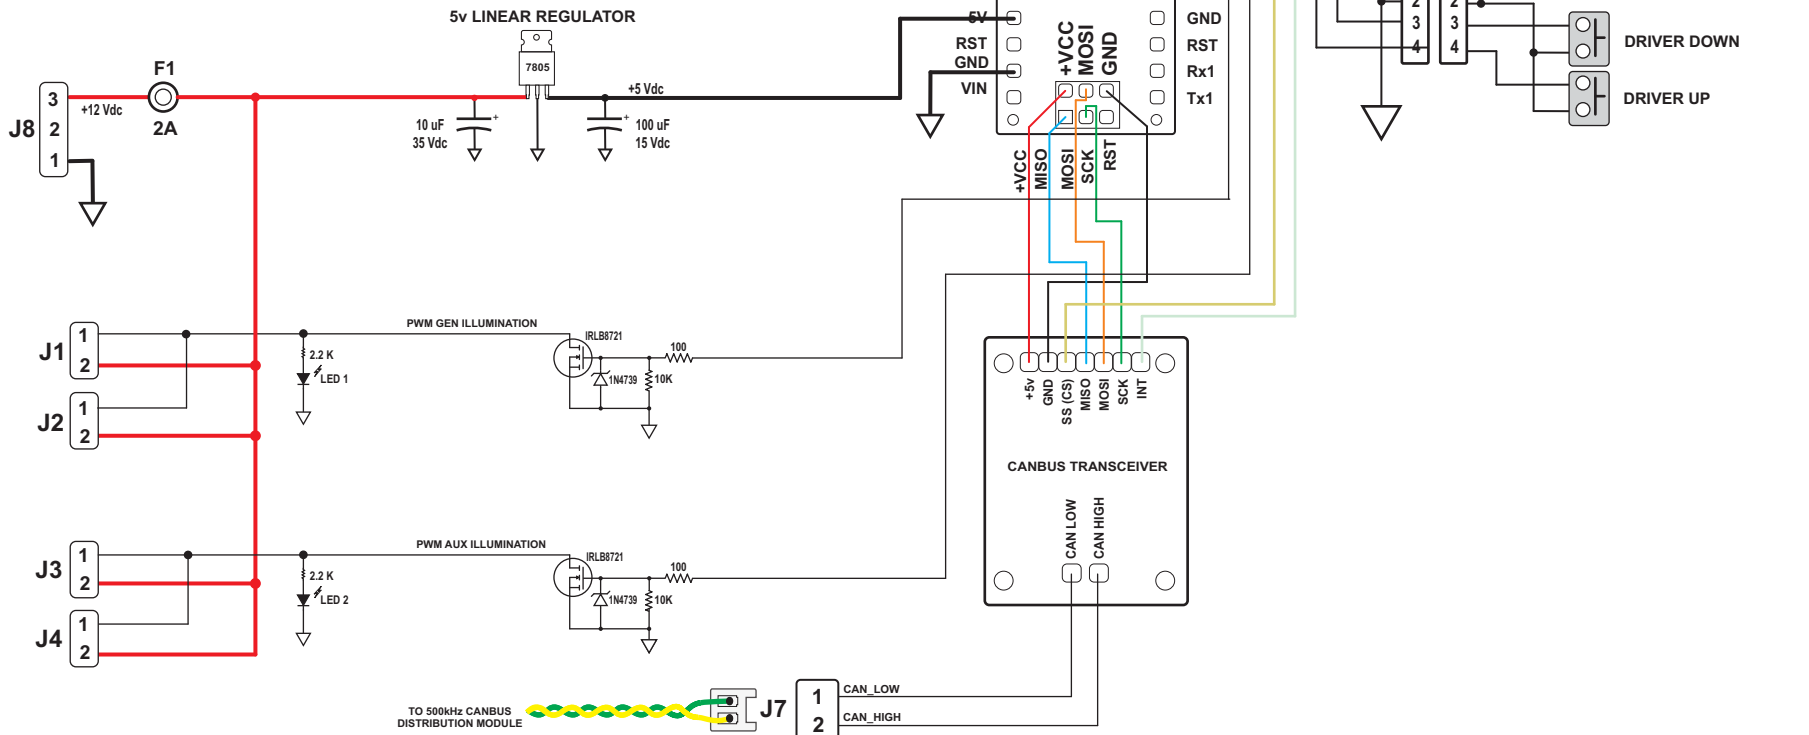 5v LINEAR REGULATOR
7805
F1
2A
J8
3
2
1
+12 Vdc
10 uF
35 Vdc
+
+5 Vdc
+
100 uF
15 Vdc
5V
RST
GND
VIN
+VCC
MOSI
GND
GND
RST
Rx1
Tx1
+VCC
MISO
MOSI
SCK
RST
2
3
4
2
3
4
DRIVER DOWN
DRIVER UP
J1
1
2
J2
1
2
2.2 K
LED 1
PWM GEN ILLUMINATION
IRLB8721
1N4739
10K
100
J3
1
2
J4
1
2
2.2 K
LED 2
PWM AUX ILLUMINATION
IRLB8721
1N4739
10K
100
+5v
GND
SS (CS)
MISO
MOSI
SCK
INT
CANBUS TRANSCEIVER
CAN LOW
CAN HIGH
TO 500kHz CANBUS
DISTRIBUTION MODULE
J7
1
2
CAN_LOW
CAN_HIGH